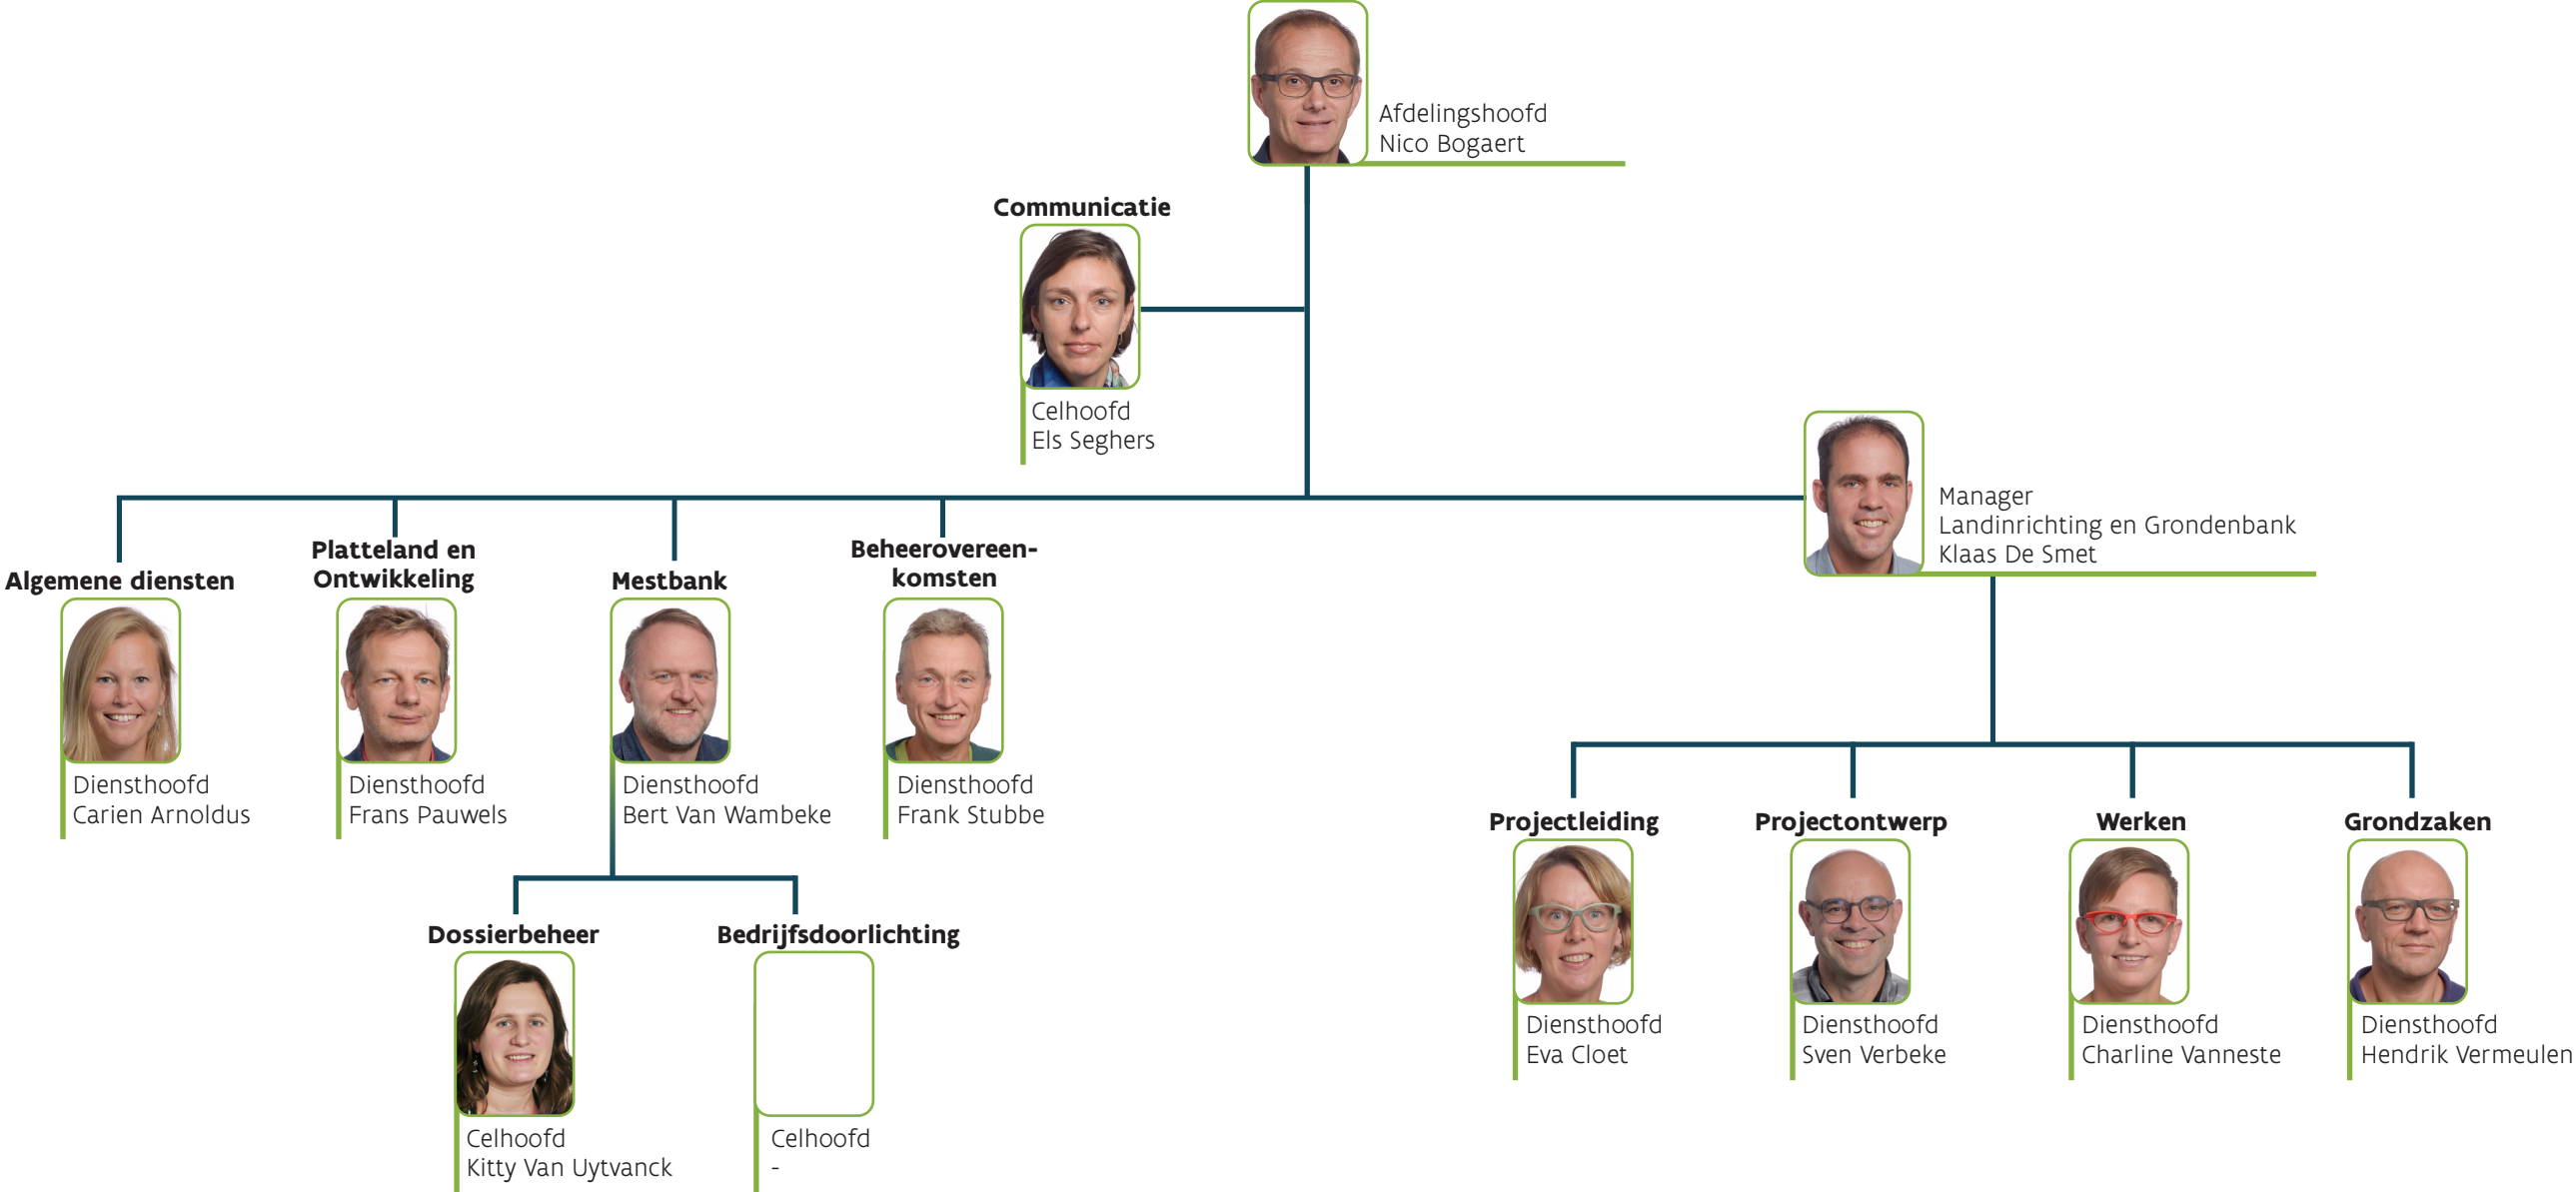 Afdelingshoofd
Nico Bogaert
Communicatie
Celhoofd
Els Seghers
Manager
Landinrichting en Grondenbank
Klaas De Smet
Algemene diensten
Diensthoofd
Carien Arnoldus
Platteland en
Ontwikkeling
Diensthoofd
Frans Pauwels
Mestbank
Diensthoofd
Bert Van Wambeke
Beheerovereen-
komsten
Diensthoofd
Frank Stubbe
Dossierbeheer
Celhoofd
Kitty Van Uytvanck
Bedrijfsdoorlichting
Celhoofd
-
Projectleiding
Diensthoofd
Eva Cloet
Projectontwerp
Diensthoofd
Sven Verbeke
Werken
Diensthoofd
Charline Vanneste
Grondzaken
Diensthoofd
Hendrik Vermeulen